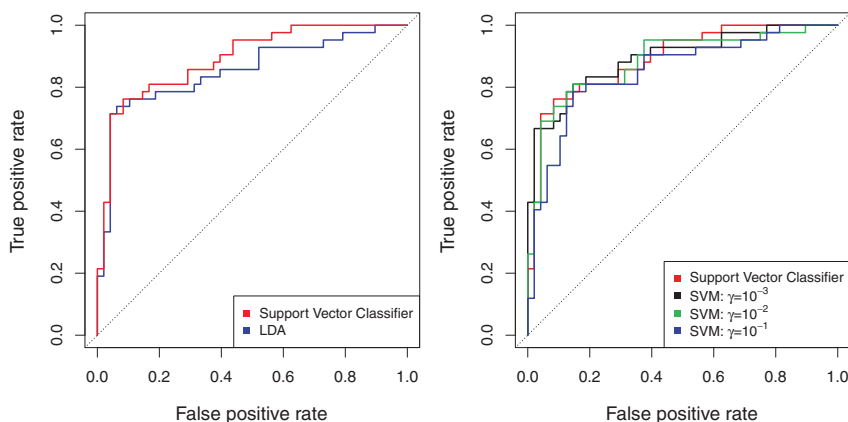 1.0
0.8
0.6
0.4
0.2
0.0
True positive rate
0.0 0.2 0.4 0.6 0.8 1.0
False positive rate
Support Vector Classifier
LDA
1.0
0.8
0.6
0.4
0.2
0.0
True positive rate
0.0 0.2 0.4 0.6 0.8 1.0
False positive rate
Support Vector Classifier
SVM: γ=10⁻³
SVM: γ=10⁻²
SVM: γ=10⁻¹